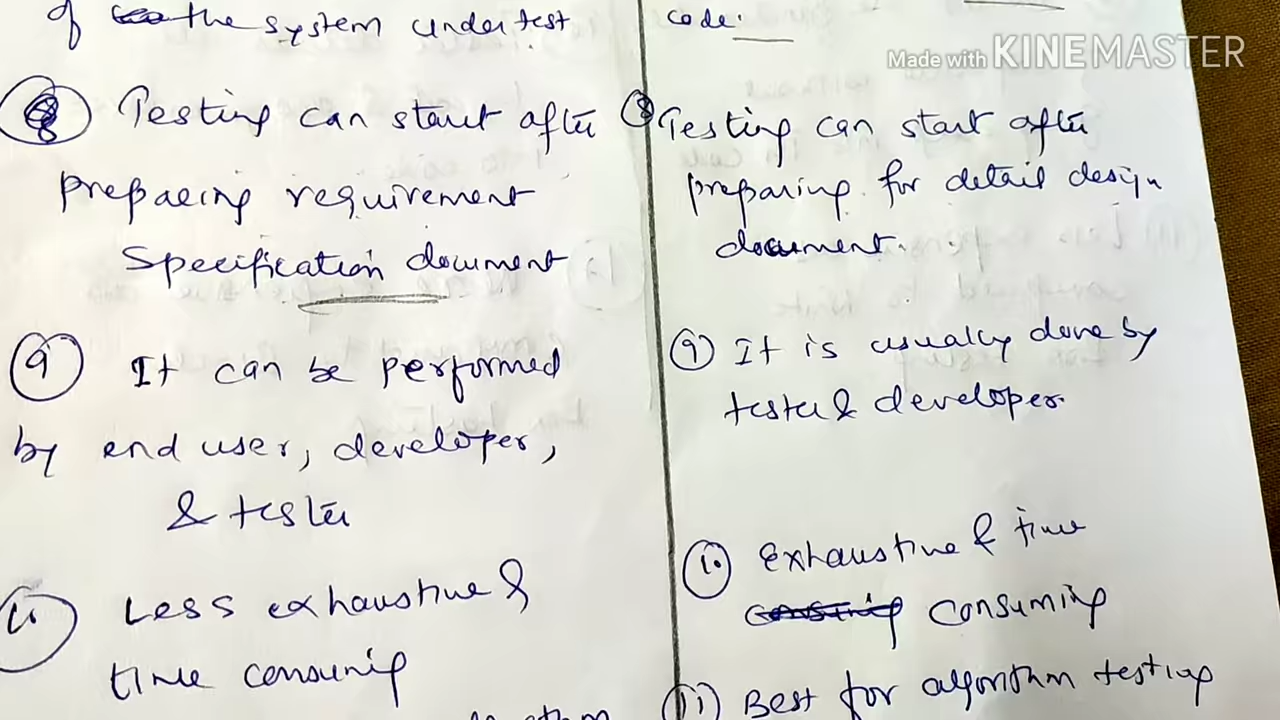 of the system under test
8 Testing can start after
preparing requirement
Specification document
9 It can be performed
by end user, developer,
& tester
10 Less exhaustive &
time consuming
code.
Made with KINEMASTER
8 Testing can start after
preparing for detail design
document.
9 It is usually done by
tester & developer.
10 Exhaustive & time
consuming
11) Best for algorithm testing